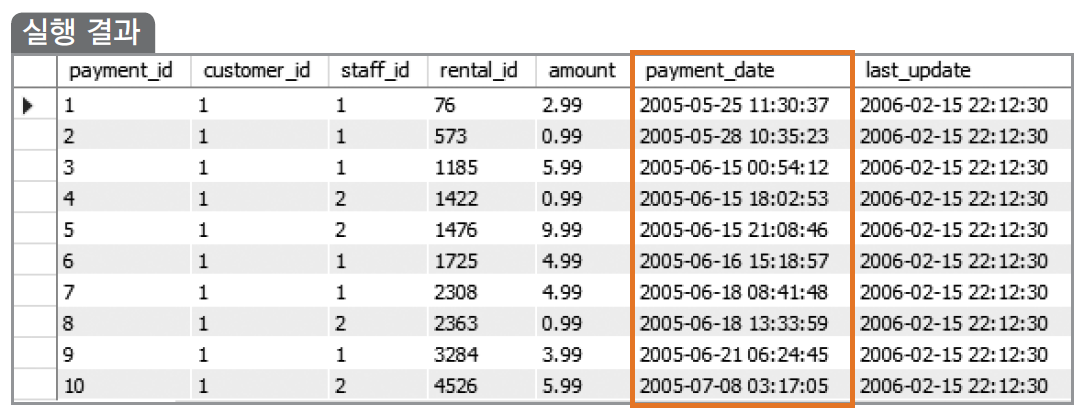 실행 결과
payment_id customer_id staff_id rental_id amount payment_date last_update
1 1 1 76 2.99 2005-05-25 11:30:37 2006-02-15 22:12:30
2 1 1 573 0.99 2005-05-28 10:35:23 2006-02-15 22:12:30
3 1 1 1185 5.99 2005-06-15 00:54:12 2006-02-15 22:12:30
4 1 2 1422 0.99 2005-06-15 18:02:53 2006-02-15 22:12:30
5 1 2 1476 9.99 2005-06-15 21:08:46 2006-02-15 22:12:30
6 1 1 1725 4.99 2005-06-16 15:18:57 2006-02-15 22:12:30
7 1 1 2308 4.99 2005-06-18 08:41:48 2006-02-15 22:12:30
8 1 2 2363 0.99 2005-06-18 13:33:59 2006-02-15 22:12:30
9 1 1 3284 3.99 2005-06-21 06:24:45 2006-02-15 22:12:30
10 1 2 4526 5.99 2005-07-08 03:17:05 2006-02-15 22:12:30